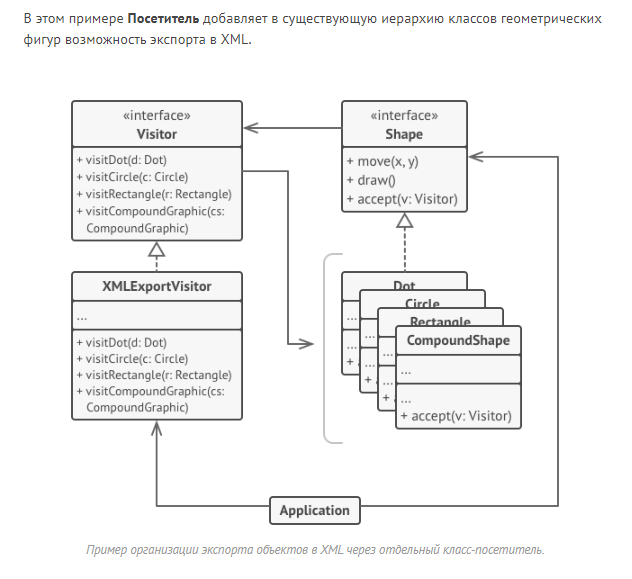 В этом примере Посетитель добавляет в существующую иерархию классов геометрических
фигур возможность экспорта в XML.
«interface»
Visitor
+ visitDot(d: Dot)
+ visitCircle(c: Circle)
+ visitRectangle(r: Rectangle)
+ visitCompoundGraphic(cs:
CompoundGraphic)
«interface»
Shape
+ move(x, y)
+ draw()
+ accept(v: Visitor)
XMLExportVisitor
...
+ visitDot(d: Dot)
+ visitCircle(c: Circle)
+ visitRectangle(r: Rectangle)
+ visitCompoundGraphic(cs:
CompoundGraphic)
Dot
...
...
+
Circle
...
...
+
Rectangle
...
...
+
CompoundShape
...
...
+ accept(v: Visitor)
Application
Пример организации экспорта объектов в XML через отдельный класс-посетитель.